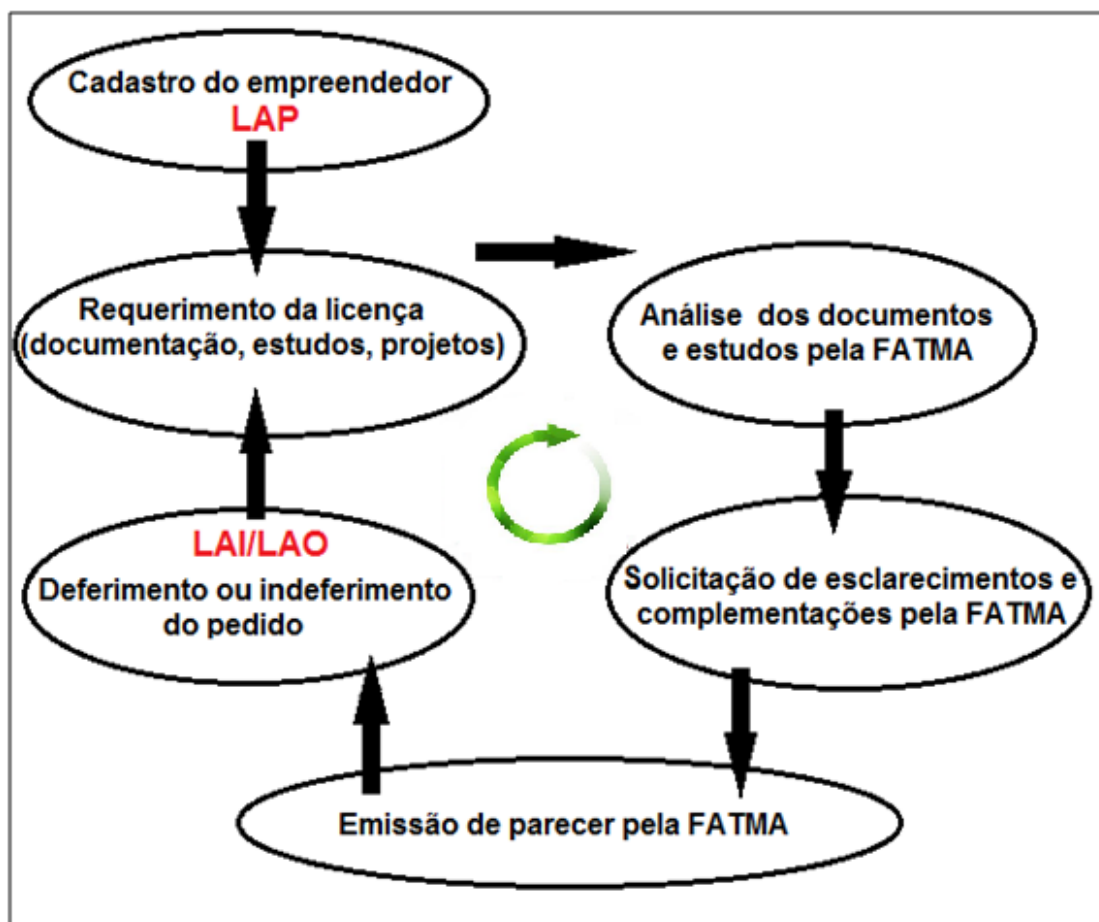 Cadastro do empreendedor
LAP
Requerimento da licença
(documentação, estudos, projetos)
Análise dos documentos
e estudos pela FATMA
Solicitação de esclarecimentos e
complementações pela FATMA
Emissão de parecer pela FATMA
LAI/LAO
Deferimento ou indeferimento
do pedido